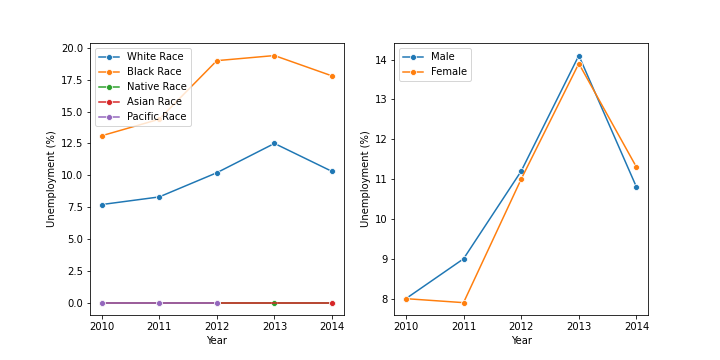 White Race
Black Race
Native Race
Asian Race
Pacific Race
20.0
17.5
15.0
12.5
10.0
7.5
5.0
2.5
0.0
Unemployment (%)
2010 2011 2012 2013 2014
Year
Male
Female
14
13
12
11
10
9
8
Unemployment (%)
2010 2011 2012 2013 2014
Year